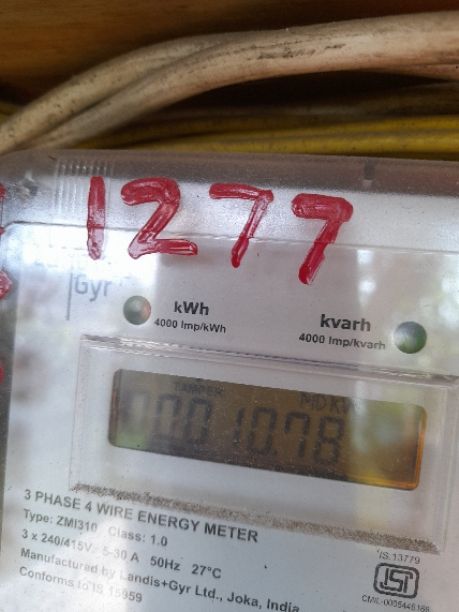 1277
Gyr
kWh
4000 Imp/kWh
kvarh
4000 Imp/kvarh
TAMPER
MD KW
00010.78
3 PHASE 4 WIRE ENERGY METER
Type: ZMI310 Class: 1.0
3 x 240/415V 5-30 A 50Hz 27°C
Manufactured by Landis+Gyr Ltd., Joka, India
Conforms to IS 15959
IS 13779
ISI